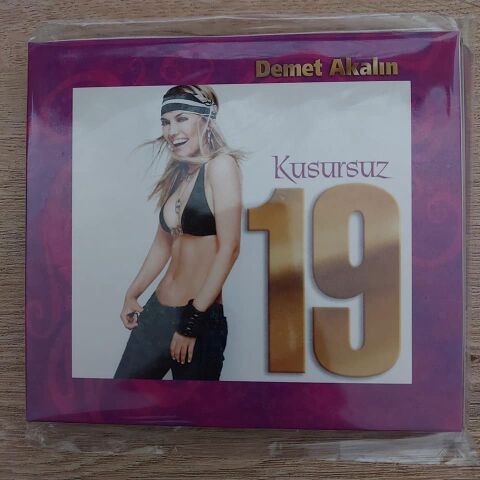 Demet Akalın
Kusursuz
19